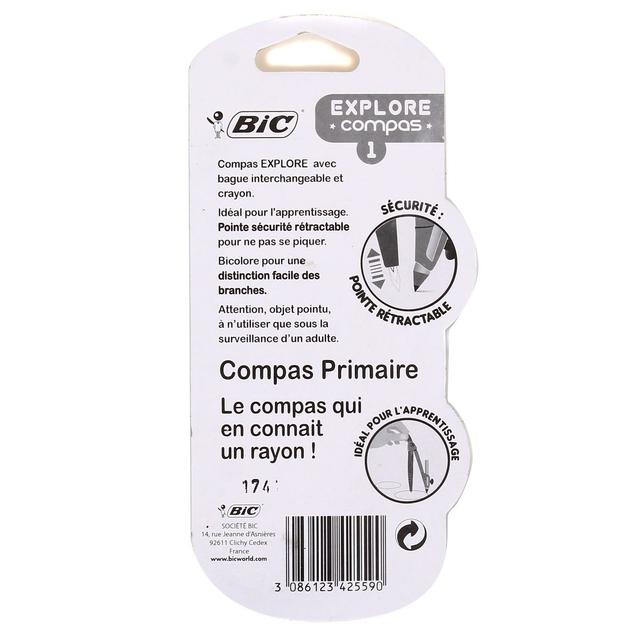 BIC
EXPLORE
compas
1
Compas EXPLORE avec
bague interchangeable et
crayon.
Idéal pour l'apprentissage.
Pointe sécurité rétractable
pour ne pas se piquer.
Bicolore pour une
distinction facile des
branches.
Attention, objet pointu,
à n'utiliser que sous la
surveillance d'un adulte.
SÉCURITÉ :
POINTE RÉTRACTABLE
Compas Primaire
Le compas qui
en connait
un rayon !
IDÉAL POUR L'APPRENTISSAGE
174
BIC
SOCIÉTÉ BIC
14, rue Jeanne d'Asnières
92611 Clichy Cedex
France
www.bicworld.com
3 086123 425590